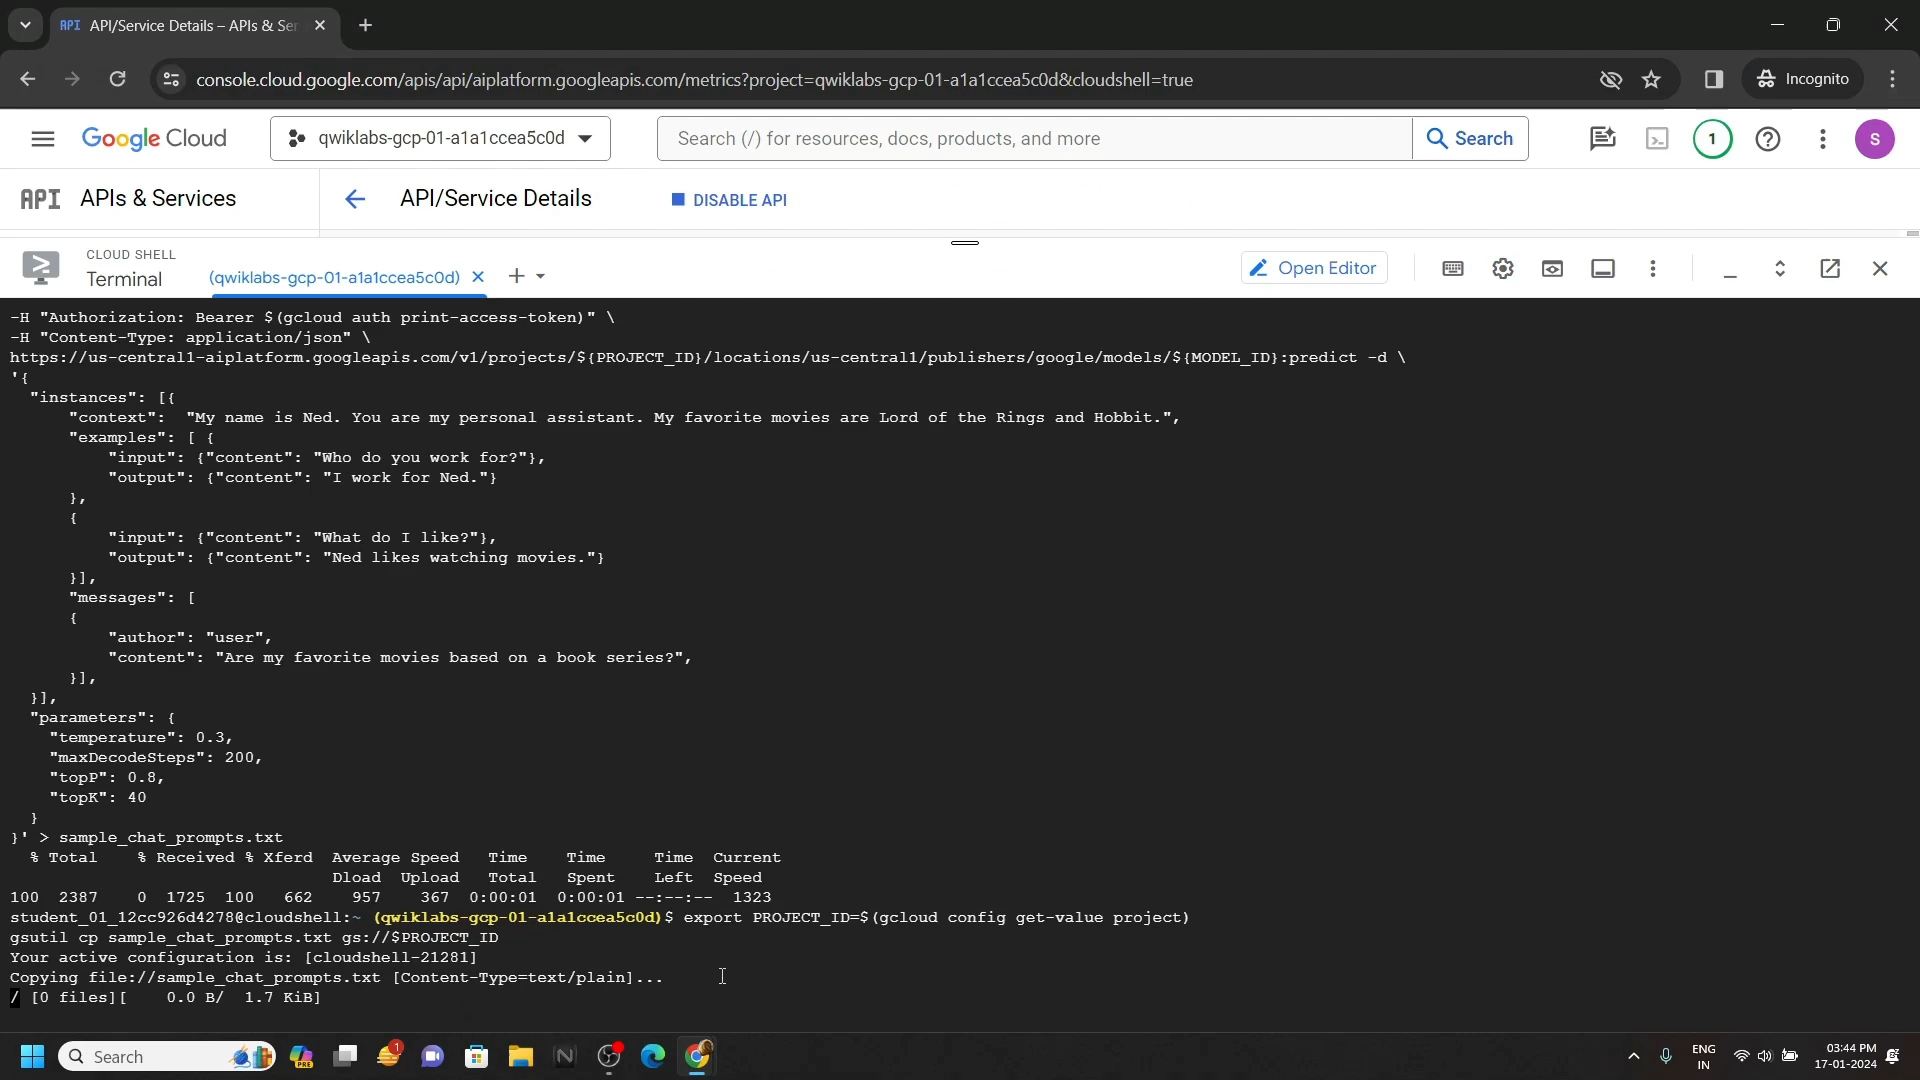 API API/Service Details – APIs & Ser
console.cloud.google.com/apis/api/aiplatform.googleapis.com/metrics?project=qwiklabs-gcp-01-a1a1ccea5c0d&cloudshell=true
Incognito
Google Cloud
qwiklabs-gcp-01-a1a1ccea5c0d
Search (/) for resources, docs, products, and more
Search
1
S
API APIs & Services
API/Service Details
DISABLE API
CLOUD SHELL
Terminal
(qwiklabs-gcp-01-a1a1ccea5c0d)
Open Editor
-H "Authorization: Bearer $(gcloud auth print-access-token)" \
-H "Content-Type: application/json" \
https://us-central1-aiplatform.googleapis.com/v1/projects/${PROJECT_ID}/locations/us-central1/publishers/google/models/${MODEL_ID}:predict -d \
'{
  "instances": [{
      "context":  "My name is Ned. You are my personal assistant. My favorite movies are Lord of the Rings and Hobbit.",
      "examples": [ {
          "input": {"content": "Who do you work for?"},
          "output": {"content": "I work for Ned."}
      },
      {
          "input": {"content": "What do I like?"},
          "output": {"content": "Ned likes watching movies."}
      }],
      "messages": [
      {
          "author": "user",
          "content": "Are my favorite movies based on a book series?",
      }],
  }],
  "parameters": {
    "temperature": 0.3,
    "maxDecodeSteps": 200,
    "topP": 0.8,
    "topK": 40
  }
}' > sample_chat_prompts.txt
  % Total    % Received % Xferd  Average Speed   Time    Time     Time  Current
                                 Dload  Upload   Total   Spent    Left  Speed
100  2387    0  1725  100   662    957    367  0:00:01  0:00:01 --:--:--  1323
student_01_12cc926d4278@cloudshell:~ (qwiklabs-gcp-01-a1a1ccea5c0d)$ export PROJECT_ID=$(gcloud config get-value project)
gsutil cp sample_chat_prompts.txt gs://$PROJECT_ID
Your active configuration is: [cloudshell-21281]
Copying file://sample_chat_prompts.txt [Content-Type=text/plain]...
/ [0 files][    0.0 B/  1.7 KiB]
Search
PRE
1
N
ENG
IN
03:44 PM
17-01-2024